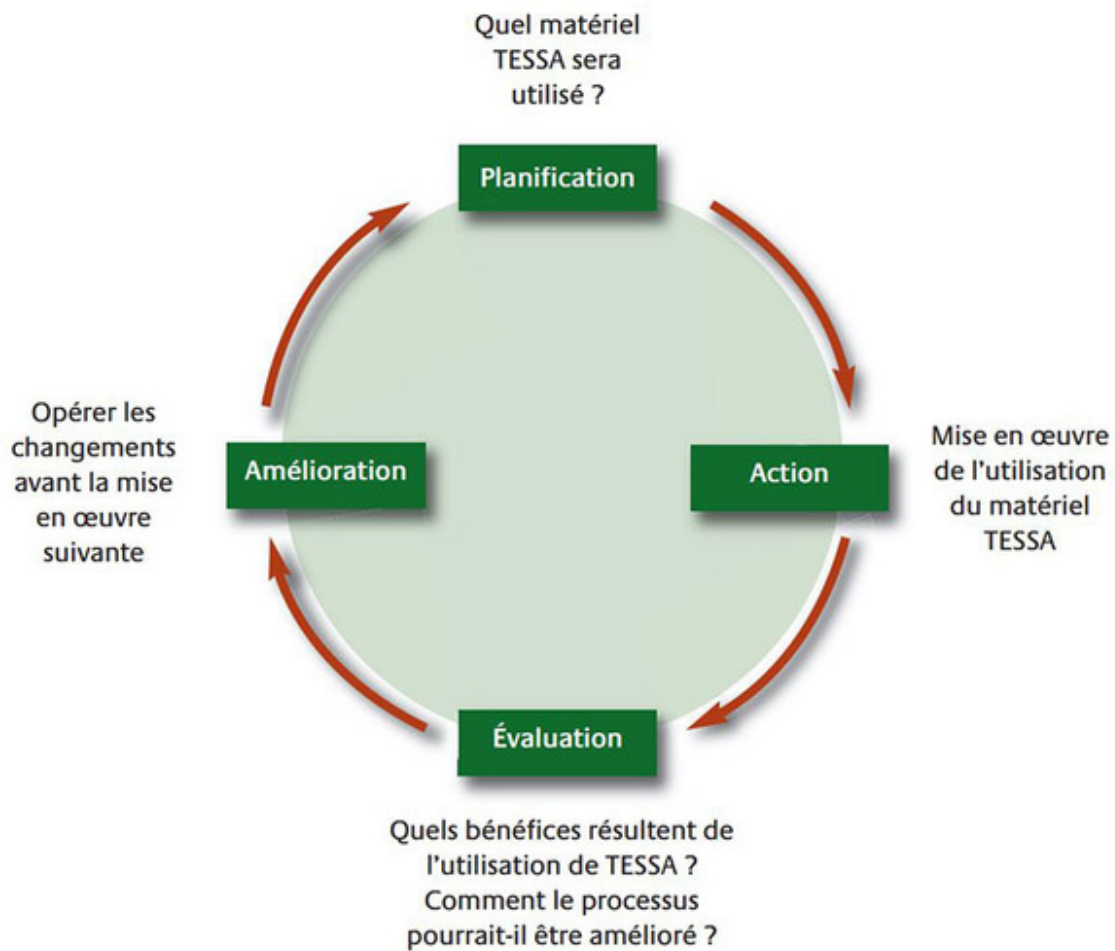 Quel matériel
TESSA sera
utilisé ?
Planification
Opérer les
changements
avant la mise
en œuvre
suivante
Amélioration
Action
Mise en œuvre
de l’utilisation
du matériel
TESSA
Évaluation
Quels bénéfices résultent de
l’utilisation de TESSA ?
Comment le processus
pourrait-il être amélioré ?